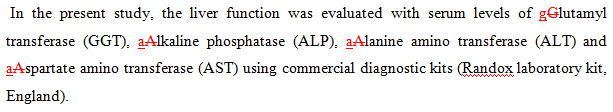 In the present study, the liver function was evaluated with serum levels of gGlutamyl
transferase (GGT), aAlkaline phosphatase (ALP), aAlanine amino transferase (ALT) and
aAspartate amino transferase (AST) using commercial diagnostic kits (Randox laboratory kit,
England).